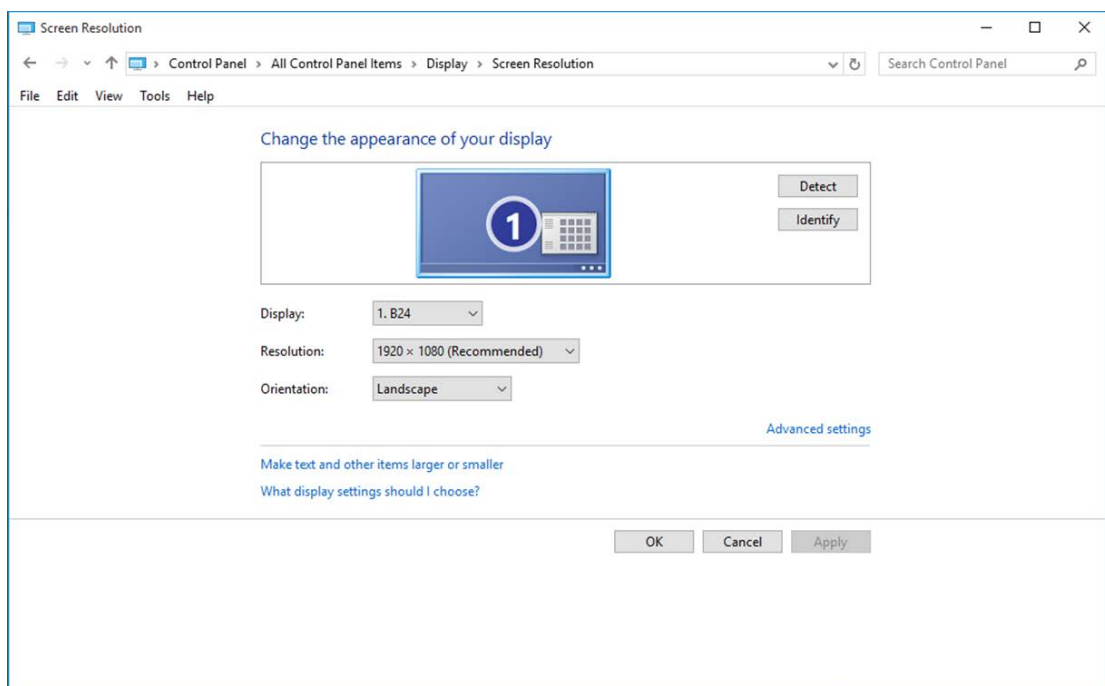 Screen Resolution
Control Panel > All Control Panel Items > Display > Screen Resolution
Search Control Panel
File Edit View Tools Help
Change the appearance of your display
1
Detect
Identify
Display: 1. B24
Resolution: 1920 × 1080 (Recommended)
Orientation: Landscape
Advanced settings
Make text and other items larger or smaller
What display settings should I choose?
OK Cancel Apply